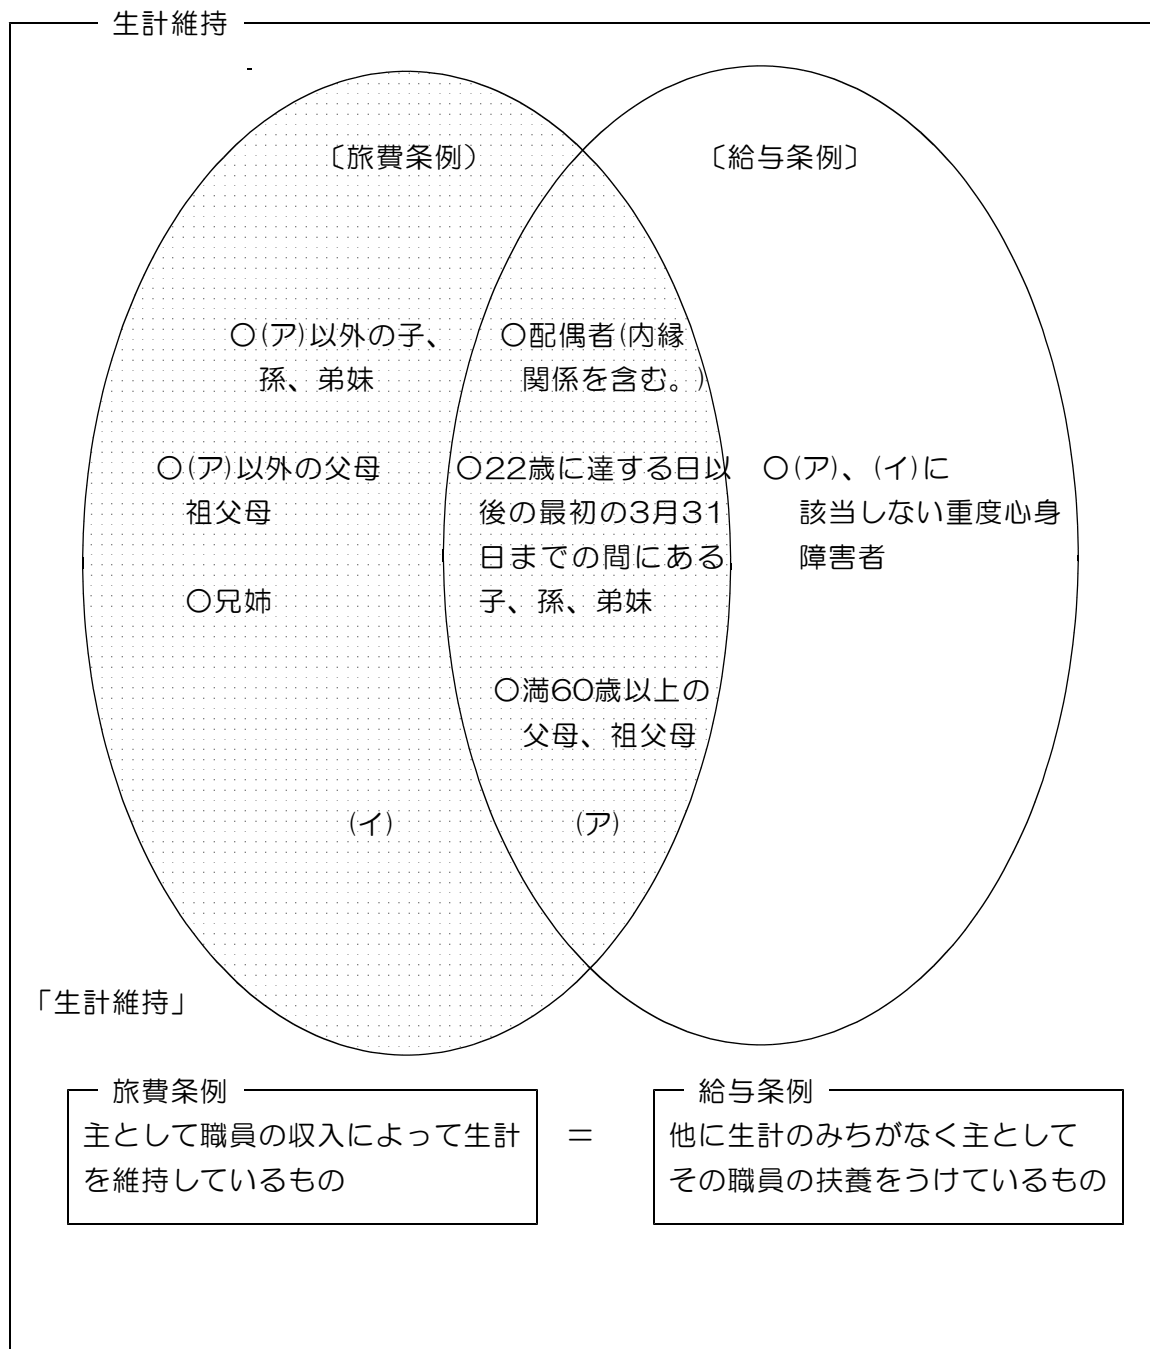 生計維持
〔旅費条例）
〔給与条例〕
〇(ア)以外の子、
孫、弟妹
〇(ア)以外の父母
祖父母
〇兄姉
(イ)
〇配偶者(内縁
関係を含む。)
〇22歳に達する日以
後の最初の3月31
日までの間にある
子、孫、弟妹
〇満60歳以上の
父母、祖父母
(ア)
〇(ア)、(イ)に
該当しない重度心身
障害者
「生計維持」
旅費条例
主として職員の収入によって生計
を維持しているもの
＝
給与条例
他に生計のみちがなく主として
その職員の扶養をうけているもの